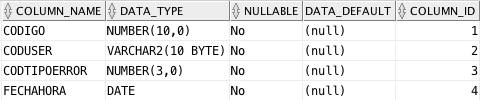 COLUMN_NAME DATA_TYPE NULLABLE DATA_DEFAULT COLUMN_ID
CODIGO NUMBER(10,0) No (null) 1
CODUSER VARCHAR2(10 BYTE) No (null) 2
CODTIPOERROR NUMBER(3,0) No (null) 3
FECHAHORA DATE No (null) 4